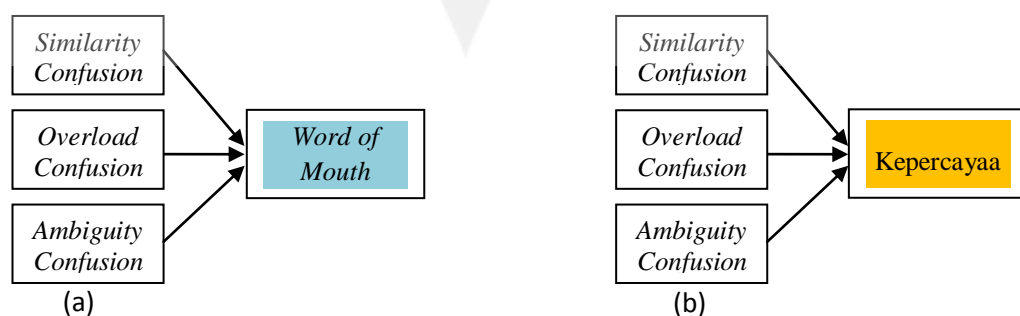 Similarity
Confusion
Overload
Confusion
Ambiguity
Confusion
Word of
Mouth
(a)
Similarity
Confusion
Overload
Confusion
Ambiguity
Confusion
Kepercayaa
(b)